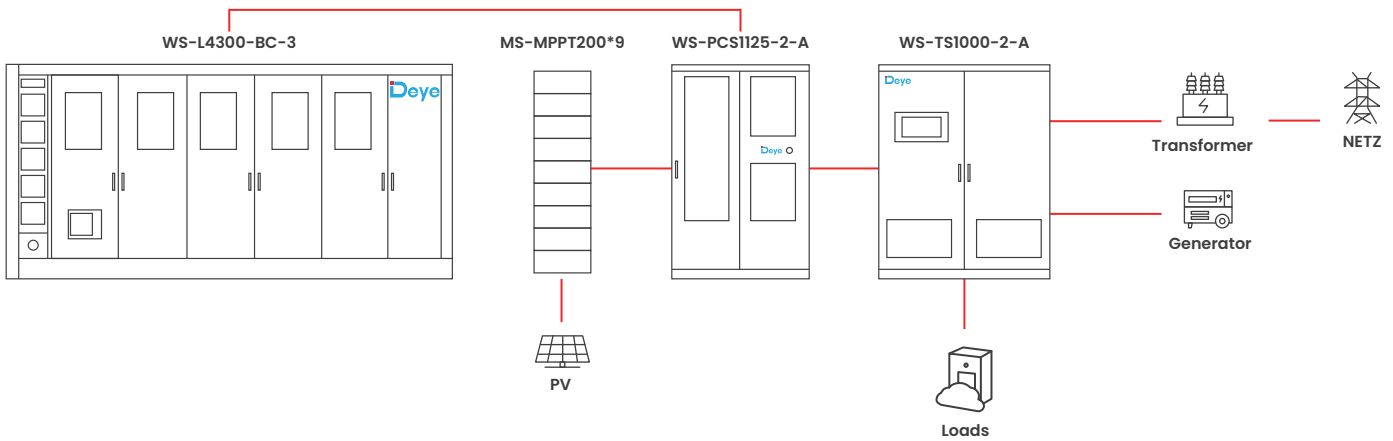 WS-L4300-BC-3
MS-MPPT200*9
WS-PCS1125-2-A
WS-TS1000-2-A
Deye
Deye
Deye
Transformer
NETZ
Generator
PV
Loads